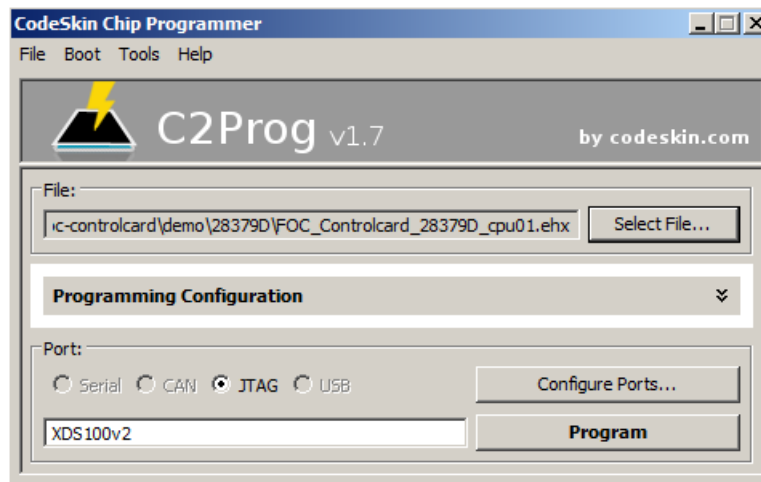 CodeSkin Chip Programmer
File Boot Tools Help
C2Prog v1.7
by codeskin.com
File:
c-controlcard\demo\28379D\FOC_Controlcard_28379D_cpu01.ehx
Select File...
Programming Configuration
Port:
Serial CAN JTAG USB
Configure Ports...
XDS100v2
Program